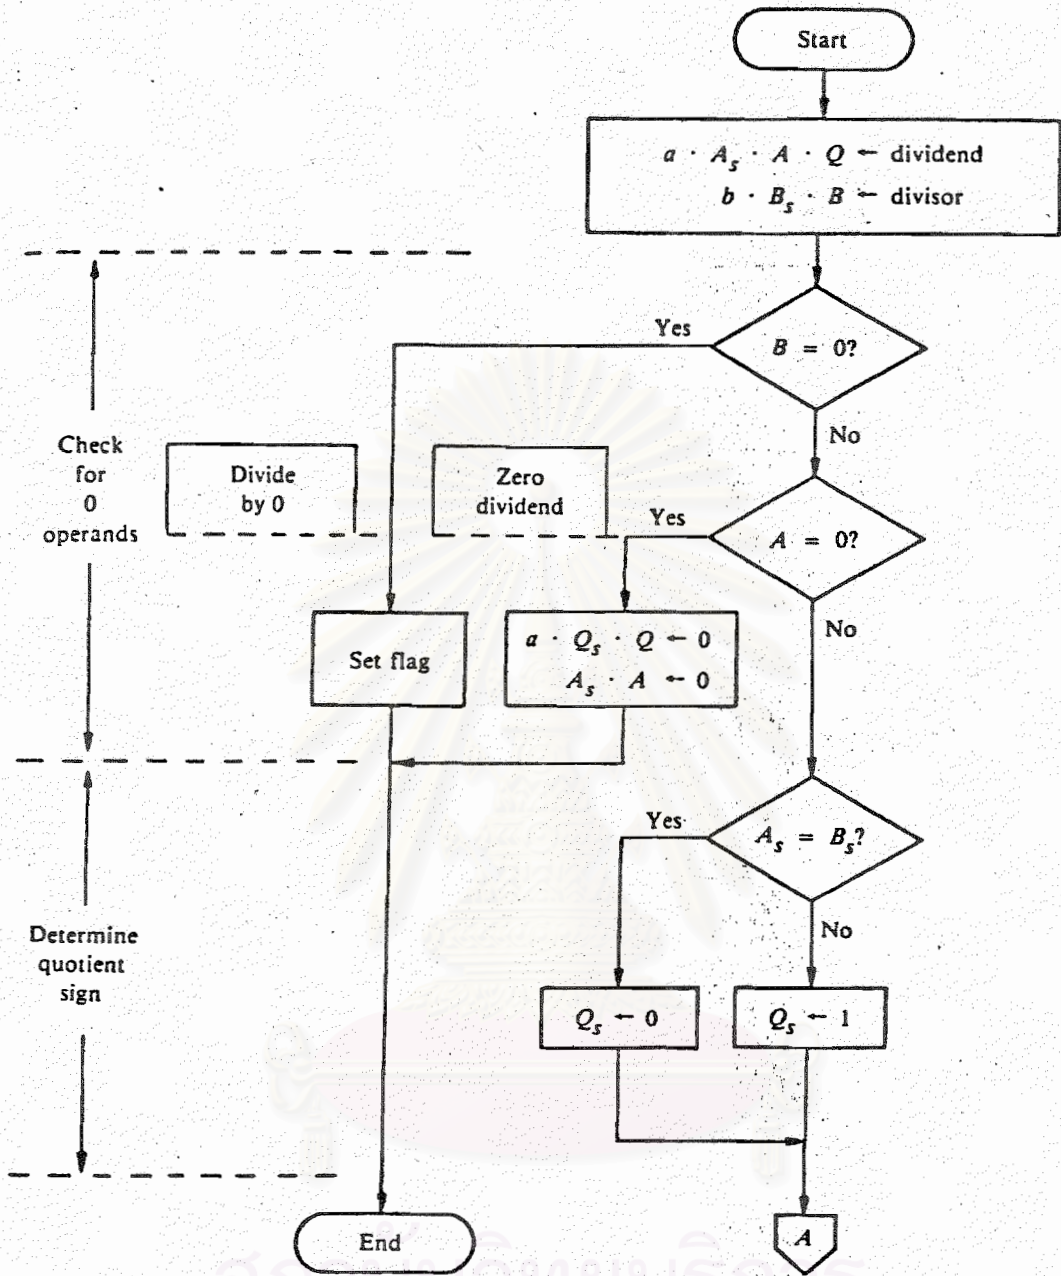 Start
a · A_s · A · Q ← dividend
b · B_s · B ← divisor
Yes
B = 0?
No
Check
for
0
operands
Divide
by 0
Zero
dividend
Yes
A = 0?
No
Set flag
a · Q_s · Q ← 0
A_s · A ← 0
Yes
A_s = B_s?
No
Determine
quotient
sign
Q_s ← 0
Q_s ← 1
End
A